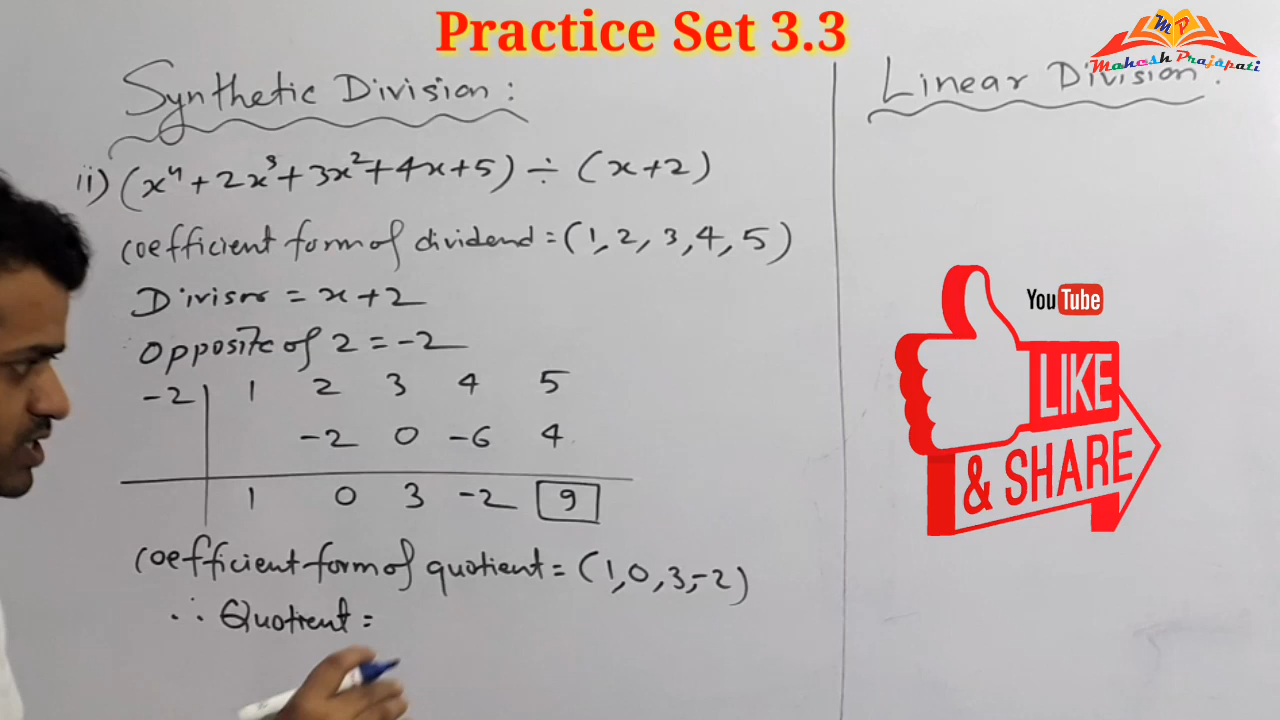 Practice Set 3.3
Mahesh Prajapati
MP
Synthetic Division:
ii) (x⁴ + 2x³ + 3x² + 4x + 5) ÷ (x + 2)
coefficient form of dividend = (1, 2, 3, 4, 5)
Divisor = x + 2
opposite of 2 = -2
-2 | 1 2 3 4 5
-2 0 -6 4
1 0 3 -2 9
coefficient form of quotient = (1, 0, 3, -2)
∴ Quotient =
Linear Division:
YouTube
LIKE
& SHARE